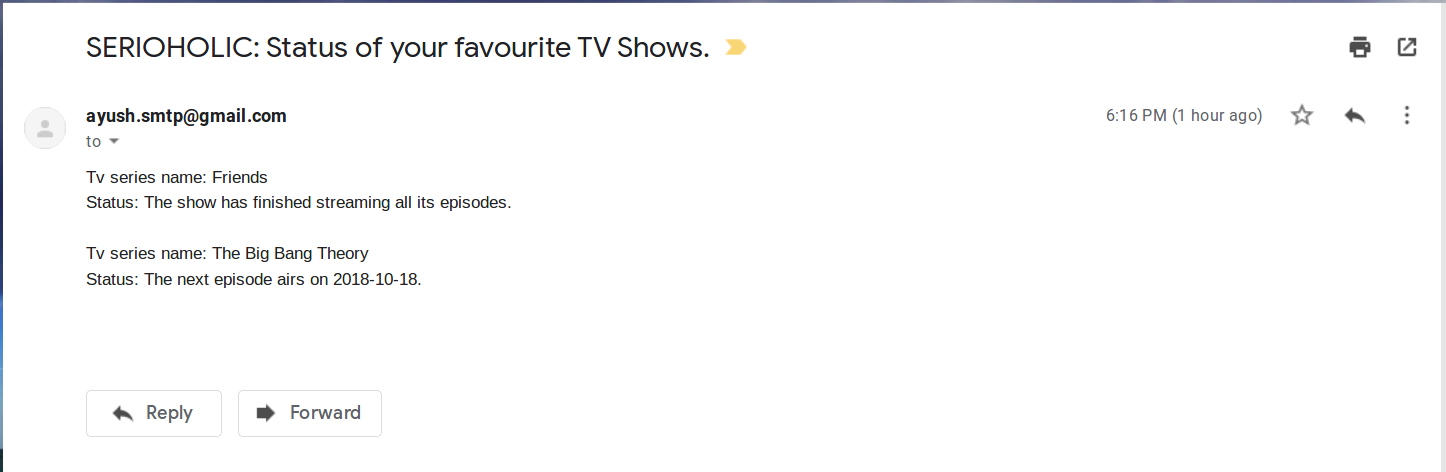 SERIOHOLIC: Status of your favourite TV Shows.
ayush.smtp@gmail.com
6:16 PM (1 hour ago)
to
Tv series name: Friends
Status: The show has finished streaming all its episodes.
Tv series name: The Big Bang Theory
Status: The next episode airs on 2018-10-18.
Reply
Forward